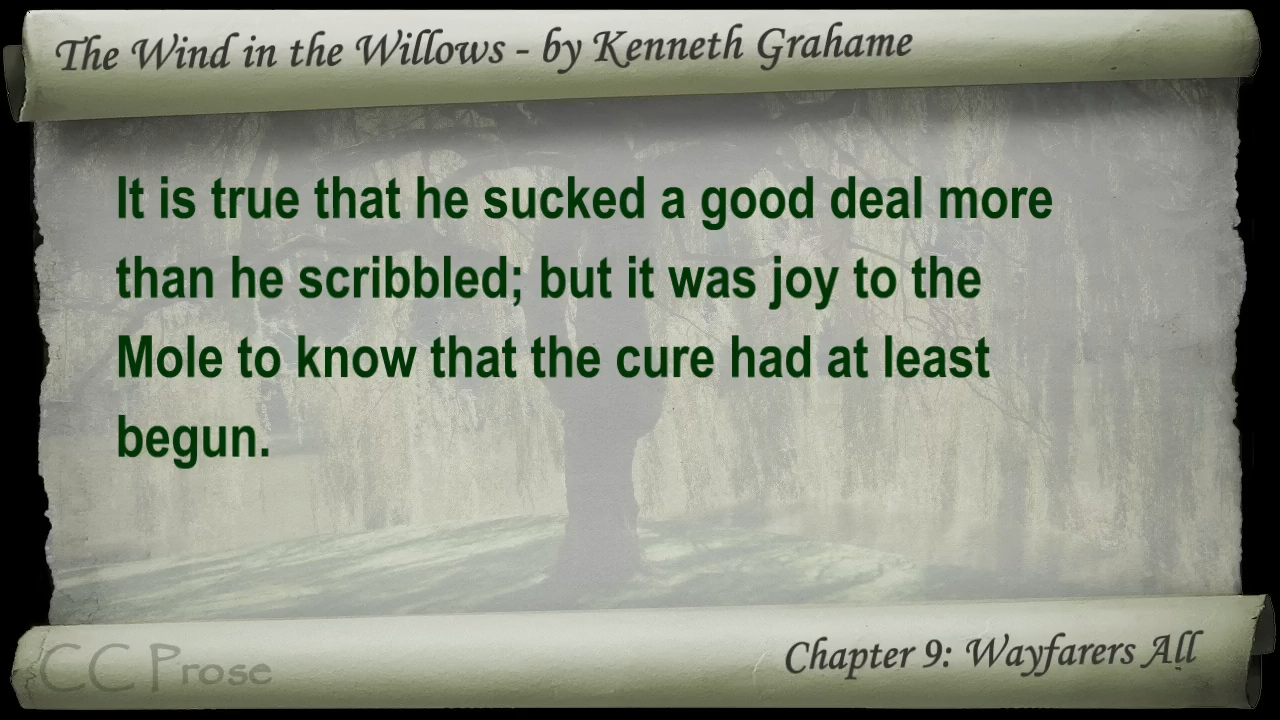 The Wind in the Willows - by Kenneth Grahame
It is true that he sucked a good deal more
than he scribbled; but it was joy to the
Mole to know that the cure had at least
begun.
CC Prose
Chapter 9: Wayfarers All